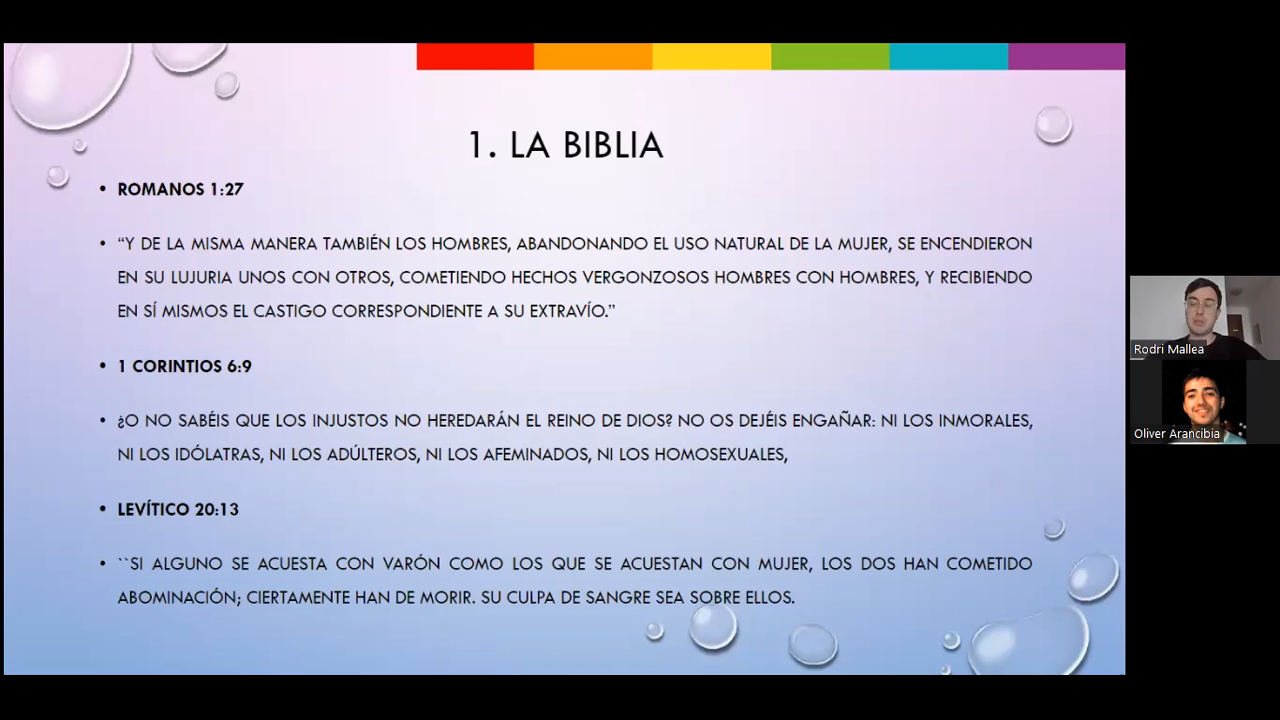 1. LA BIBLIA
• ROMANOS 1:27
• “Y DE LA MISMA MANERA TAMBIÉN LOS HOMBRES, ABANDONANDO EL USO NATURAL DE LA MUJER, SE ENCENDIERON
EN SU LUJURIA UNOS CON OTROS, COMETIENDO HECHOS VERGONZOSOS HOMBRES CON HOMBRES, Y RECIBIENDO
EN SÍ MISMOS EL CASTIGO CORRESPONDIENTE A SU EXTRAVÍO.”
• 1 CORINTIOS 6:9
• ¿O NO SABÉIS QUE LOS INJUSTOS NO HEREDARÁN EL REINO DE DIOS? NO OS DEJÉIS ENGAÑAR: NI LOS INMORALES,
NI LOS IDÓLATRAS, NI LOS ADÚLTEROS, NI LOS AFEMINADOS, NI LOS HOMOSEXUALES,
• LEVÍTICO 20:13
• ``SI ALGUNO SE ACUESTA CON VARÓN COMO LOS QUE SE ACUESTAN CON MUJER, LOS DOS HAN COMETIDO
ABOMINACIÓN; CIERTAMENTE HAN DE MORIR. SU CULPA DE SANGRE SEA SOBRE ELLOS.
Rodri Mallea
Oliver Arancibia